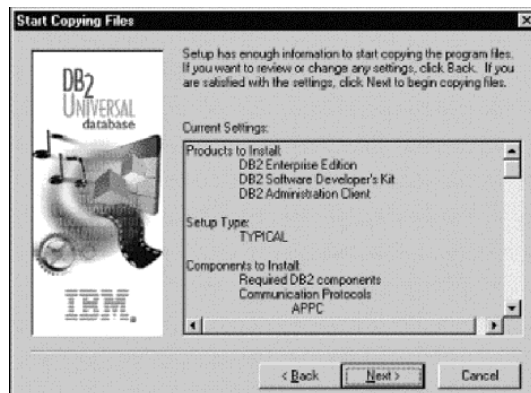 Start Copying Files
DB2
UNIVERSAL
database
IBM.
Setup has enough information to start copying the program files.
If you want to review or change any settings, click Back. If you
are satisfied with the settings, click Next to begin copying files.
Current Settings:
Products to Install:
DB2 Enterprise Edition
DB2 Software Developer's Kit
DB2 Administration Client
Setup Type:
TYPICAL
Components to Install:
Required DB2 components
Communication Protocols
APPC
< Back
Next >
Cancel